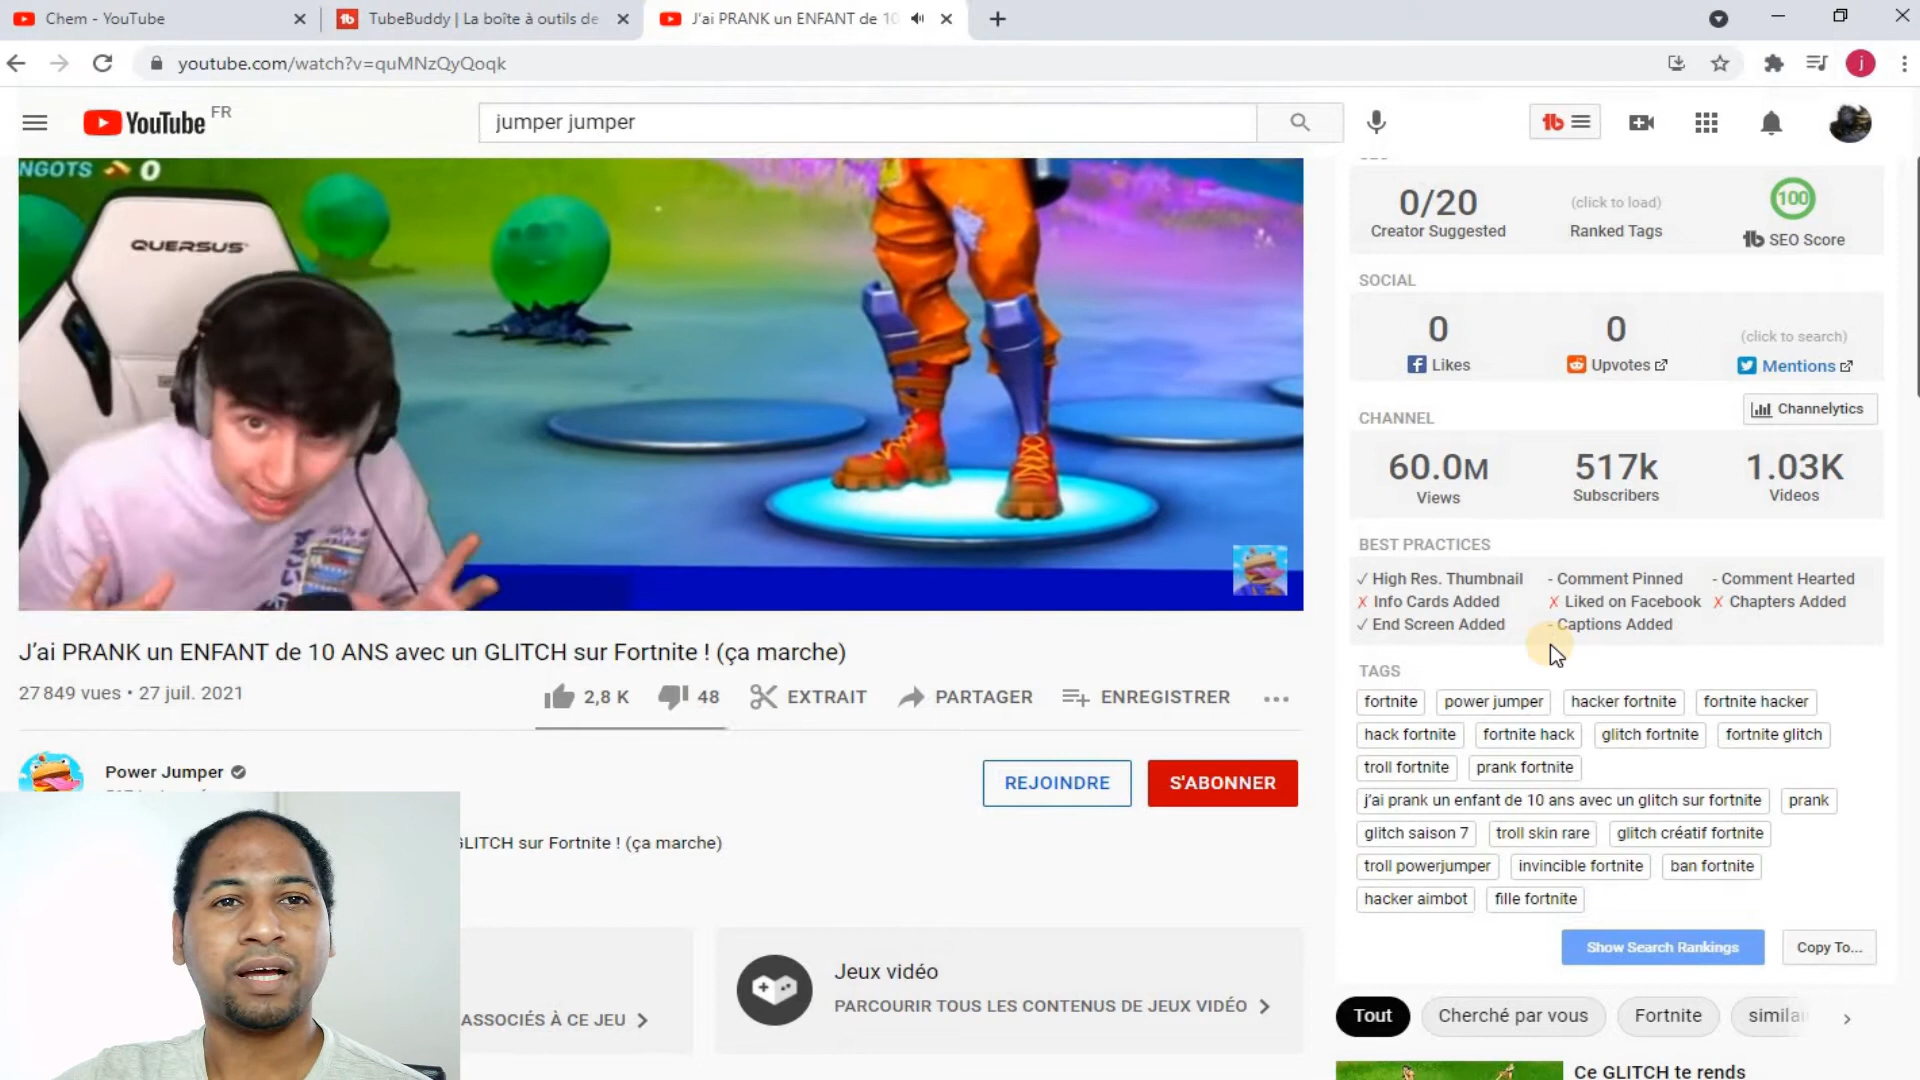 Chem - YouTube
TubeBuddy | La boîte à outils de
J'ai PRANK un ENFANT de 10
youtube.com/watch?v=quMNzQyQoqk
j
YouTube FR
jumper jumper
NGOTS 0
QUERSUS
0/20
Creator Suggested
(click to load)
Ranked Tags
100
SEO Score
SOCIAL
0
Likes
0
Upvotes
(click to search)
Mentions
CHANNEL
Channelytics
60.0M
Views
517k
Subscribers
1.03K
Videos
BEST PRACTICES
✓ High Res. Thumbnail - Comment Pinned - Comment Hearted
✗ Info Cards Added ✗ Liked on Facebook ✗ Chapters Added
✓ End Screen Added - Captions Added
TAGS
fortnite power jumper hacker fortnite fortnite hacker
hack fortnite fortnite hack glitch fortnite fortnite glitch
troll fortnite prank fortnite
j'ai prank un enfant de 10 ans avec un glitch sur fortnite prank
glitch saison 7 troll skin rare glitch créatif fortnite
troll powerjumper invincible fortnite ban fortnite
hacker aimbot fille fortnite
Show Search Rankings Copy To...
J'ai PRANK un ENFANT de 10 ANS avec un GLITCH sur Fortnite ! (ça marche)
27 849 vues • 27 juil. 2021
2,8 K 48 EXTRAIT PARTAGER ENREGISTRER
Power Jumper
REJOINDRE S'ABONNER
GLITCH sur Fortnite ! (ça marche)
ASSOCIÉS À CE JEU
Jeux vidéo
PARCOURIR TOUS LES CONTENUS DE JEUX VIDÉO
Tout Cherché par vous Fortnite similai
Ce GLITCH te rends